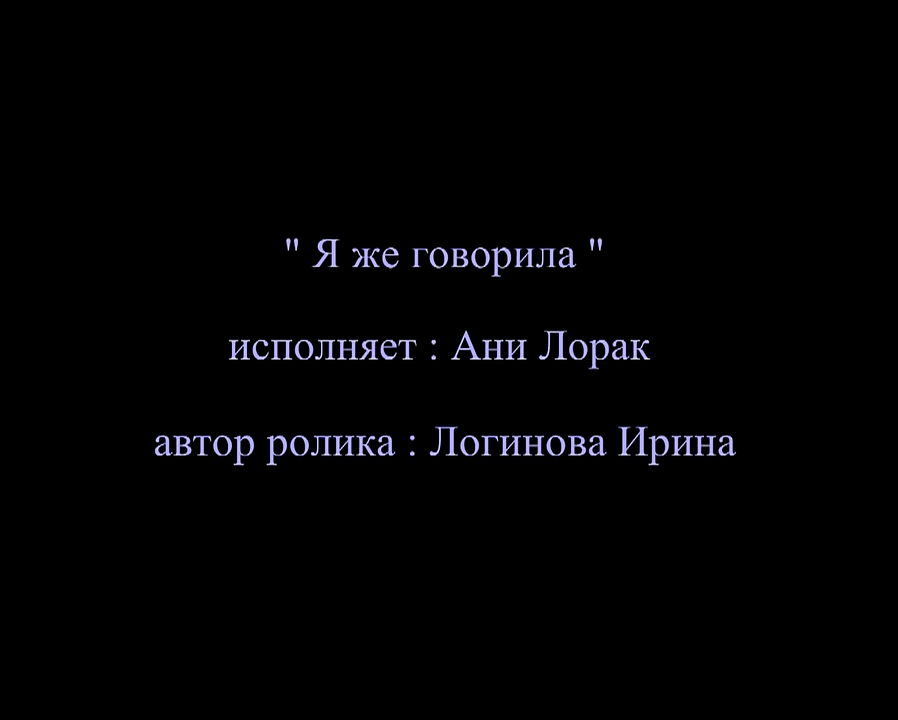 " Я же говорила "
исполняет : Ани Лорак
автор ролика : Логинова Ирина